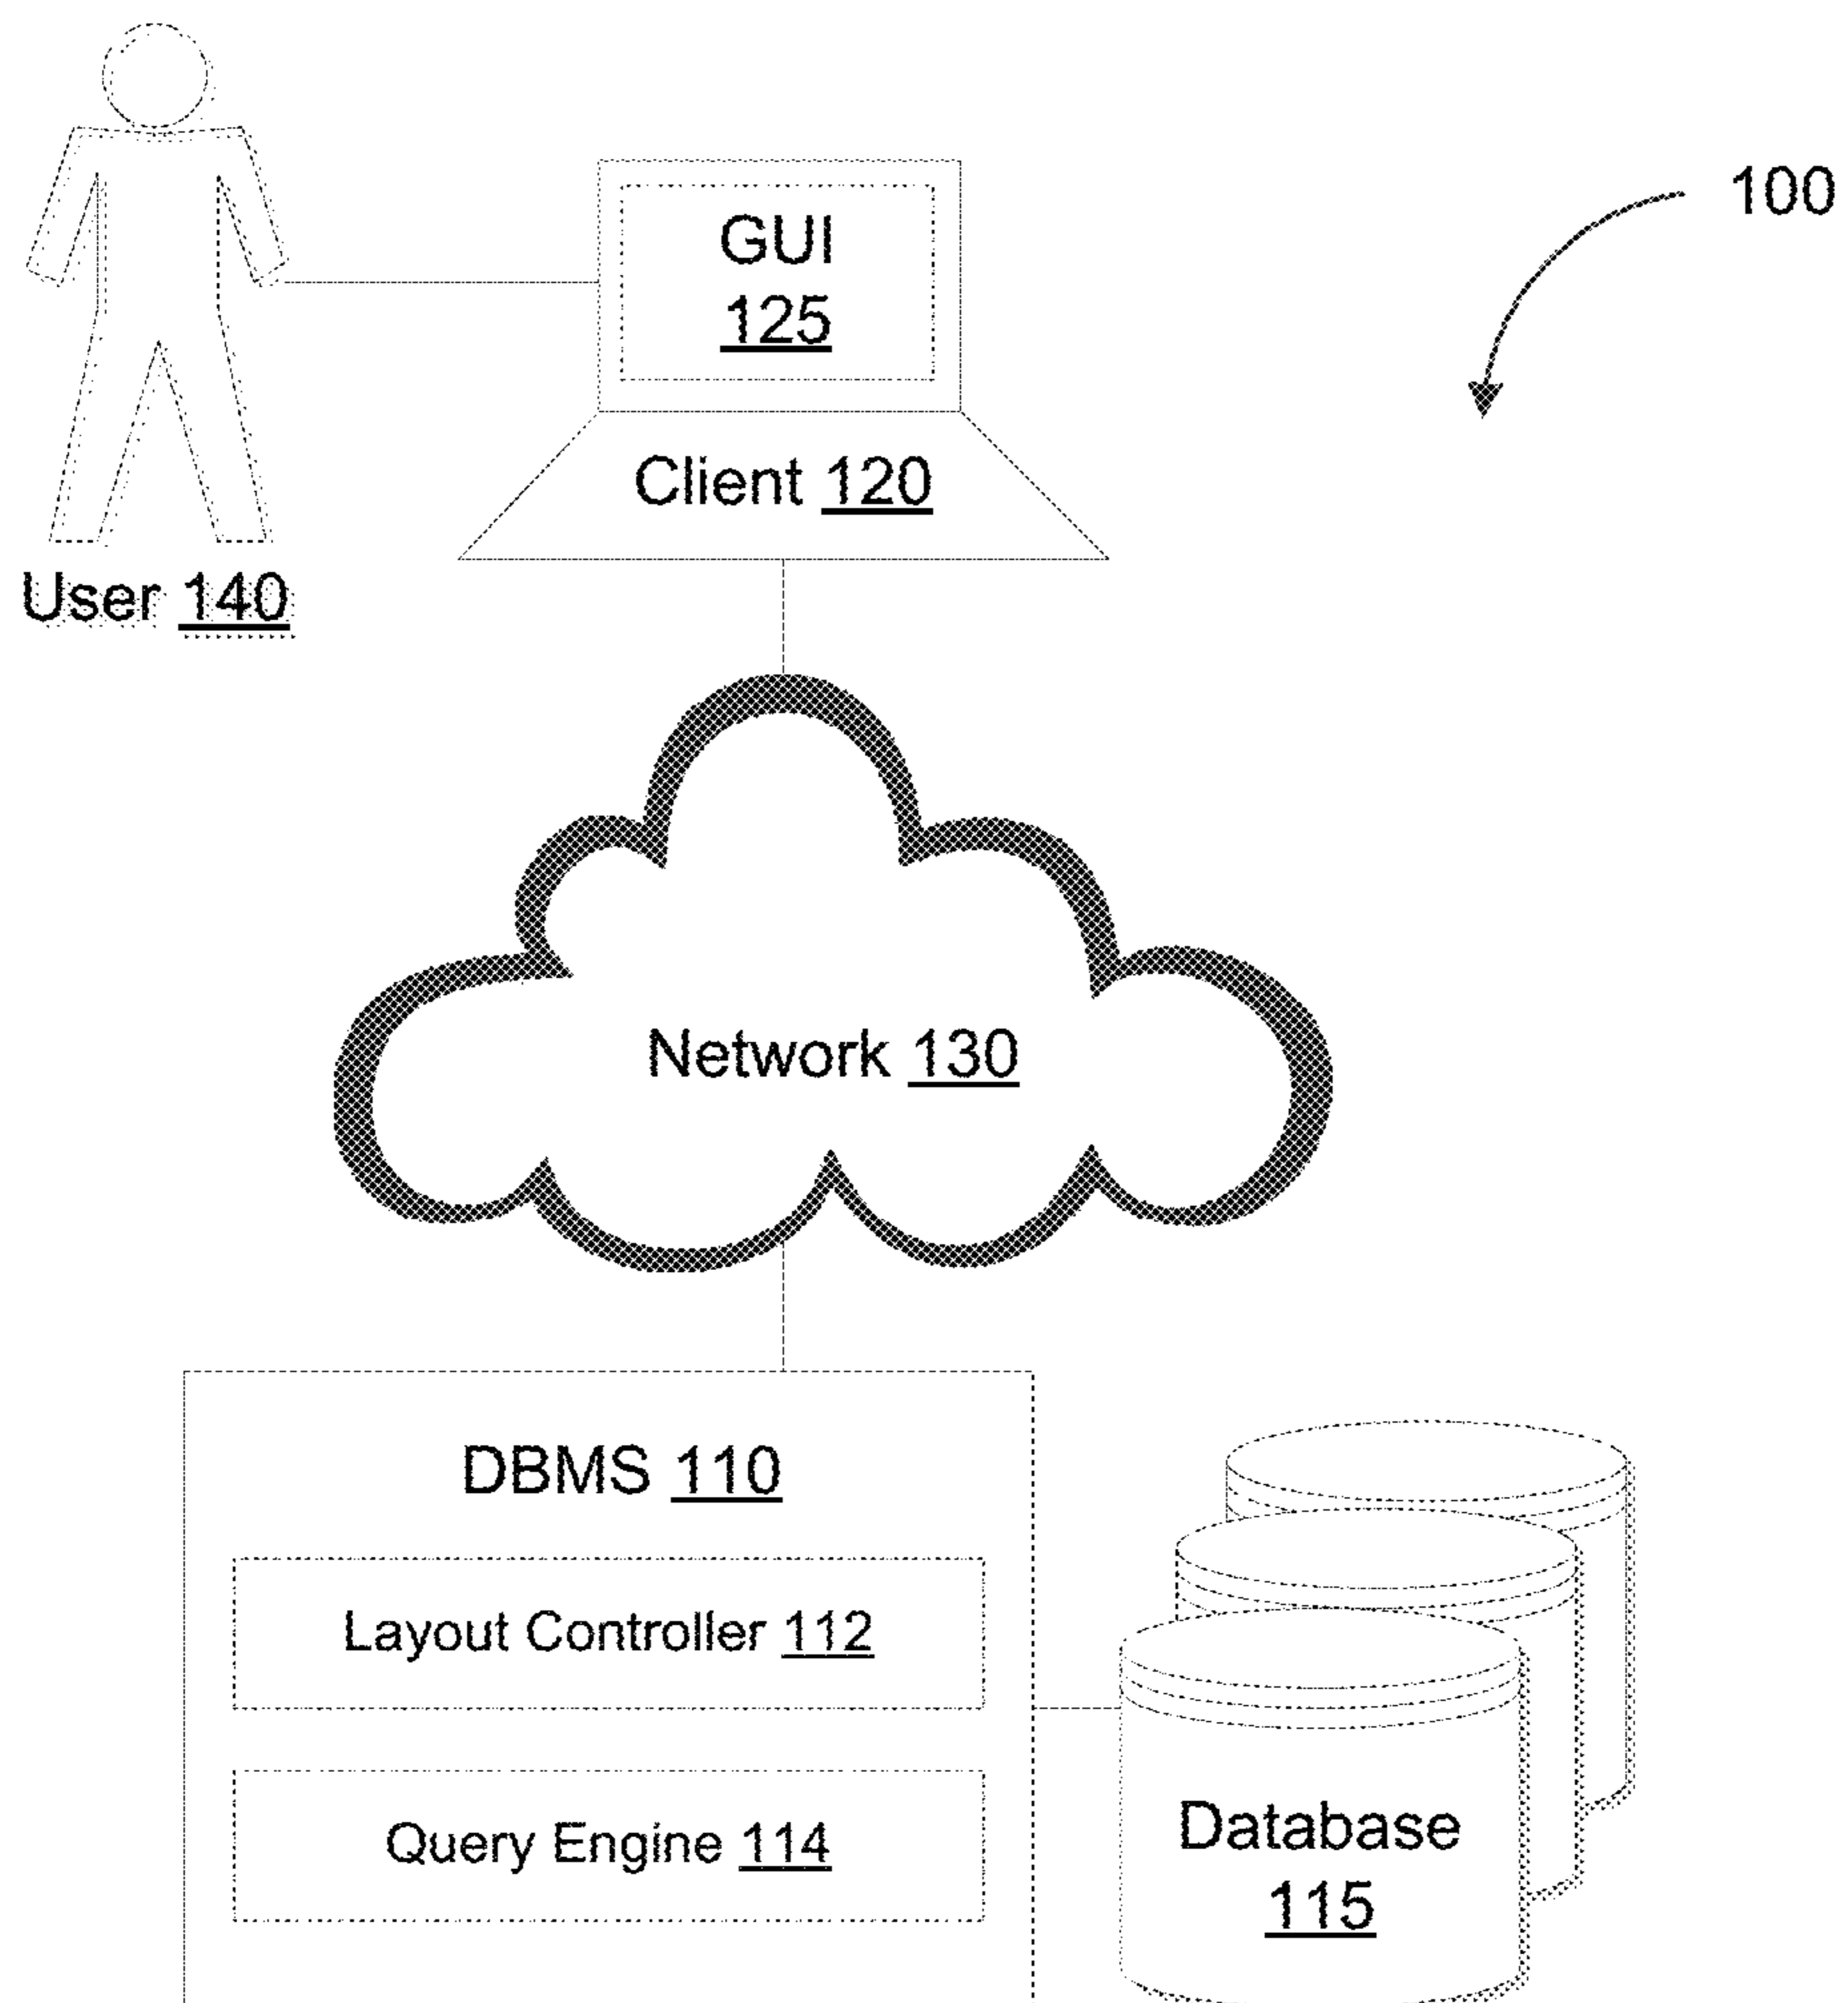 100
GUI
125
Client 120
User 140
Network 130
DBMS 110
Layout Controller 112
Query Engine 114
Database
115